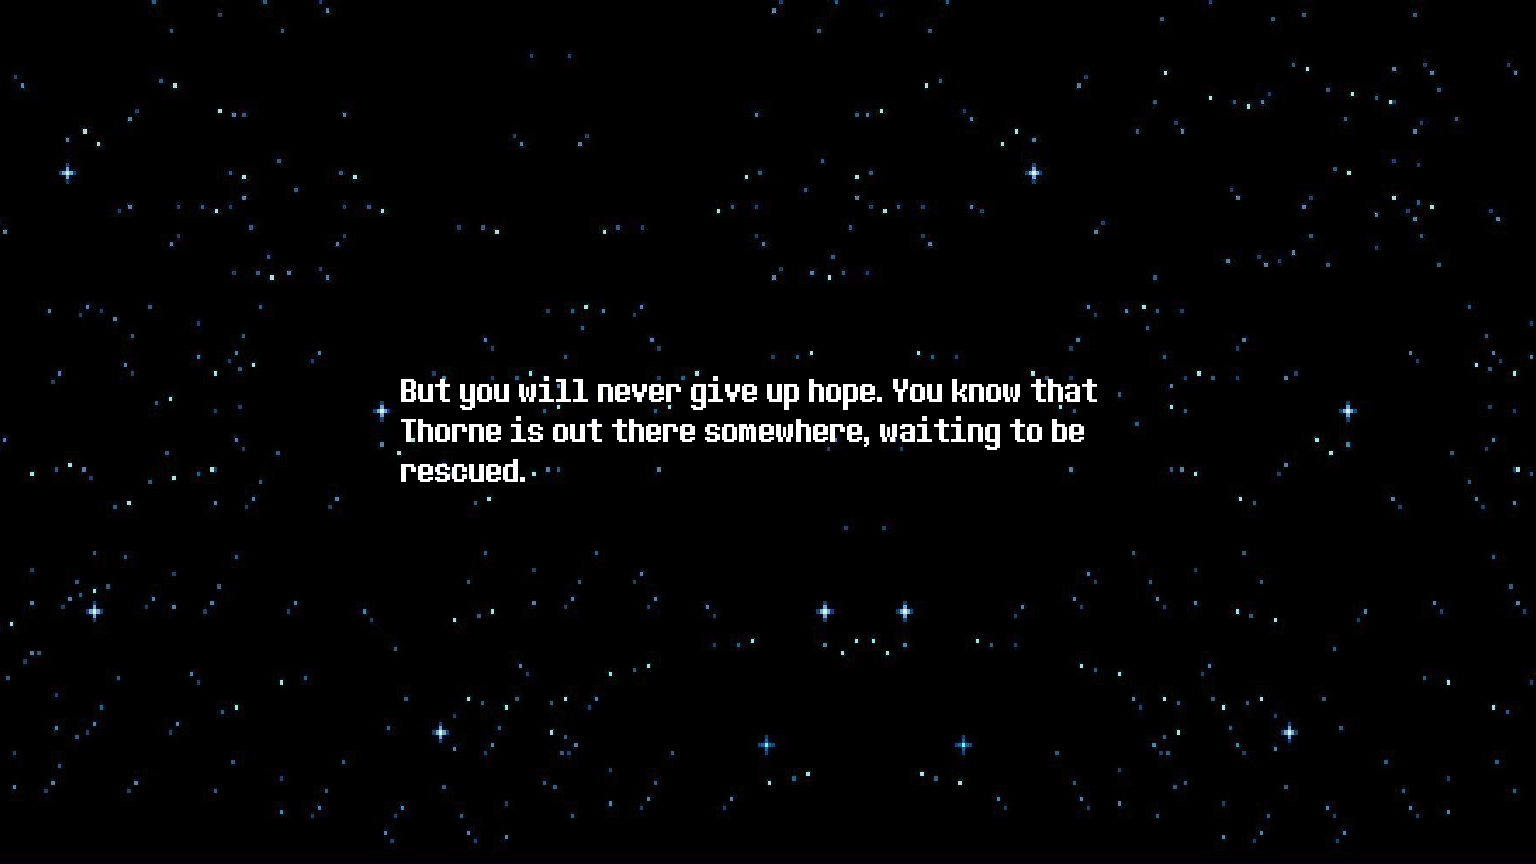 But you will never give up hope. You know that
Thorne is out there somewhere, waiting to be
rescued.